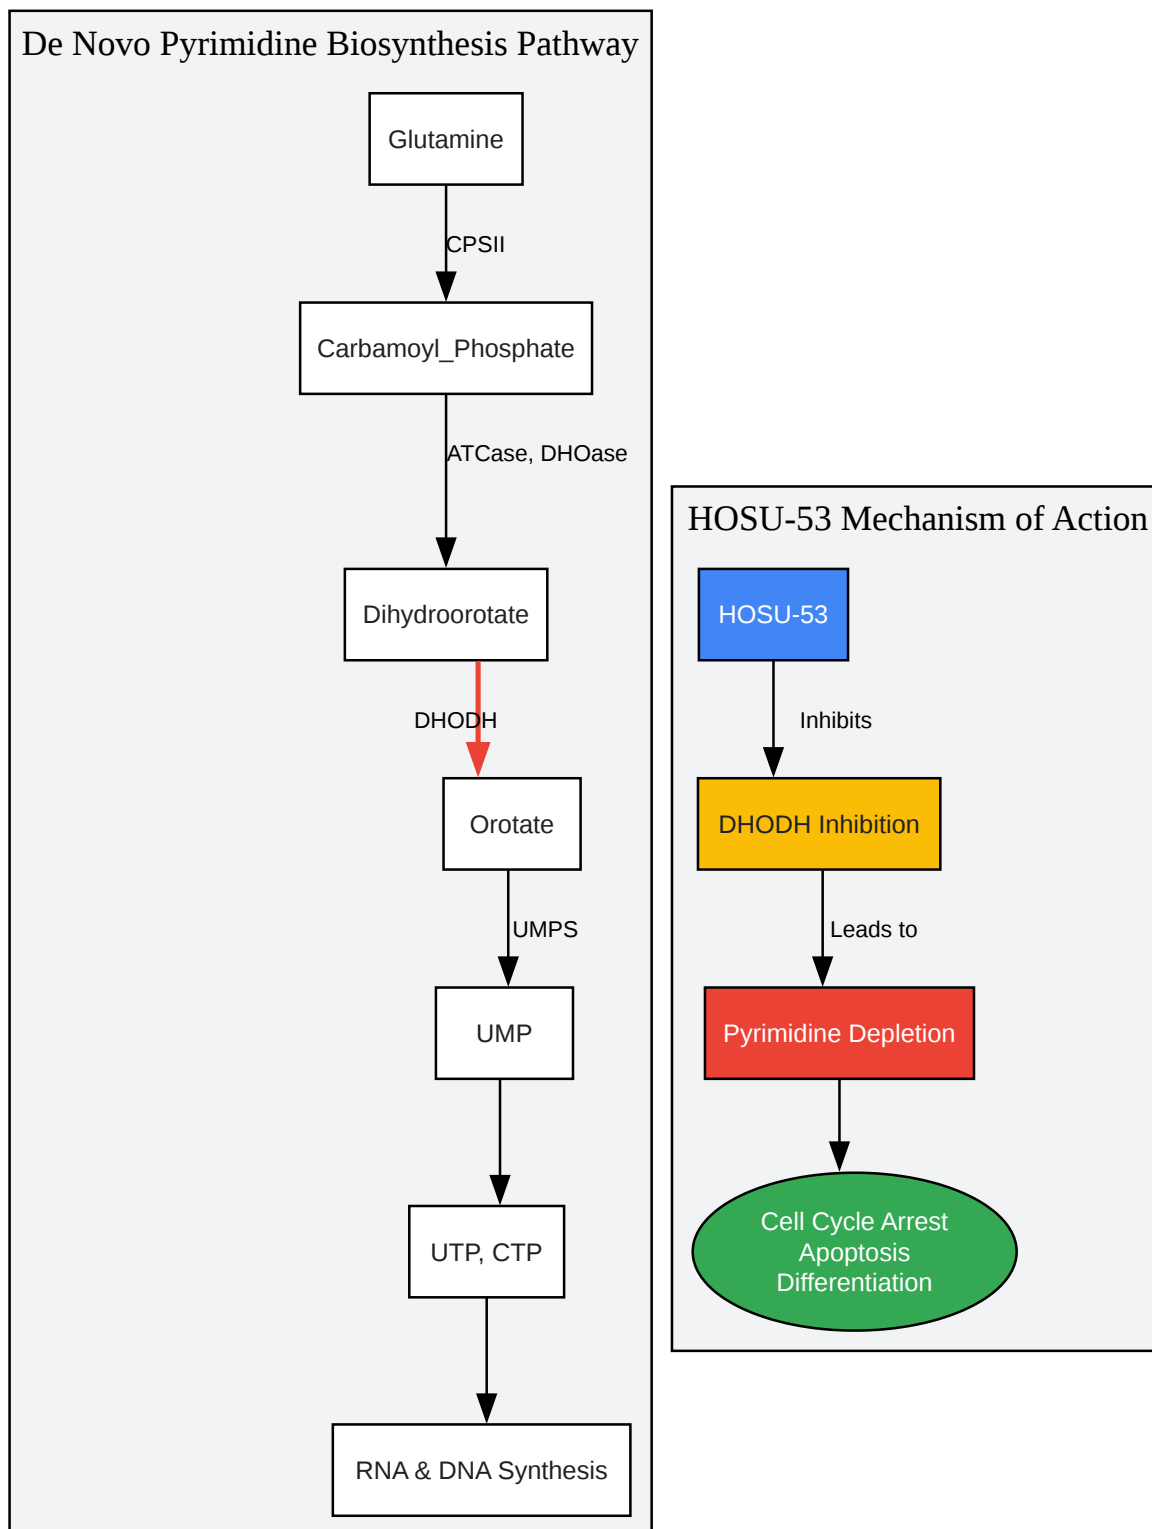 De Novo Pyrimidine Biosynthesis Pathway
Glutamine
CPSII
Carbamoyl_Phosphate
ATCase, DHOase
Dihydroorotate
DHODH
Orotate
UMPS
UMP
UTP, CTP
RNA & DNA Synthesis
HOSU-53 Mechanism of Action
HOSU-53
Inhibits
DHODH Inhibition
Leads to
Pyrimidine Depletion
Cell Cycle Arrest
Apoptosis
Differentiation